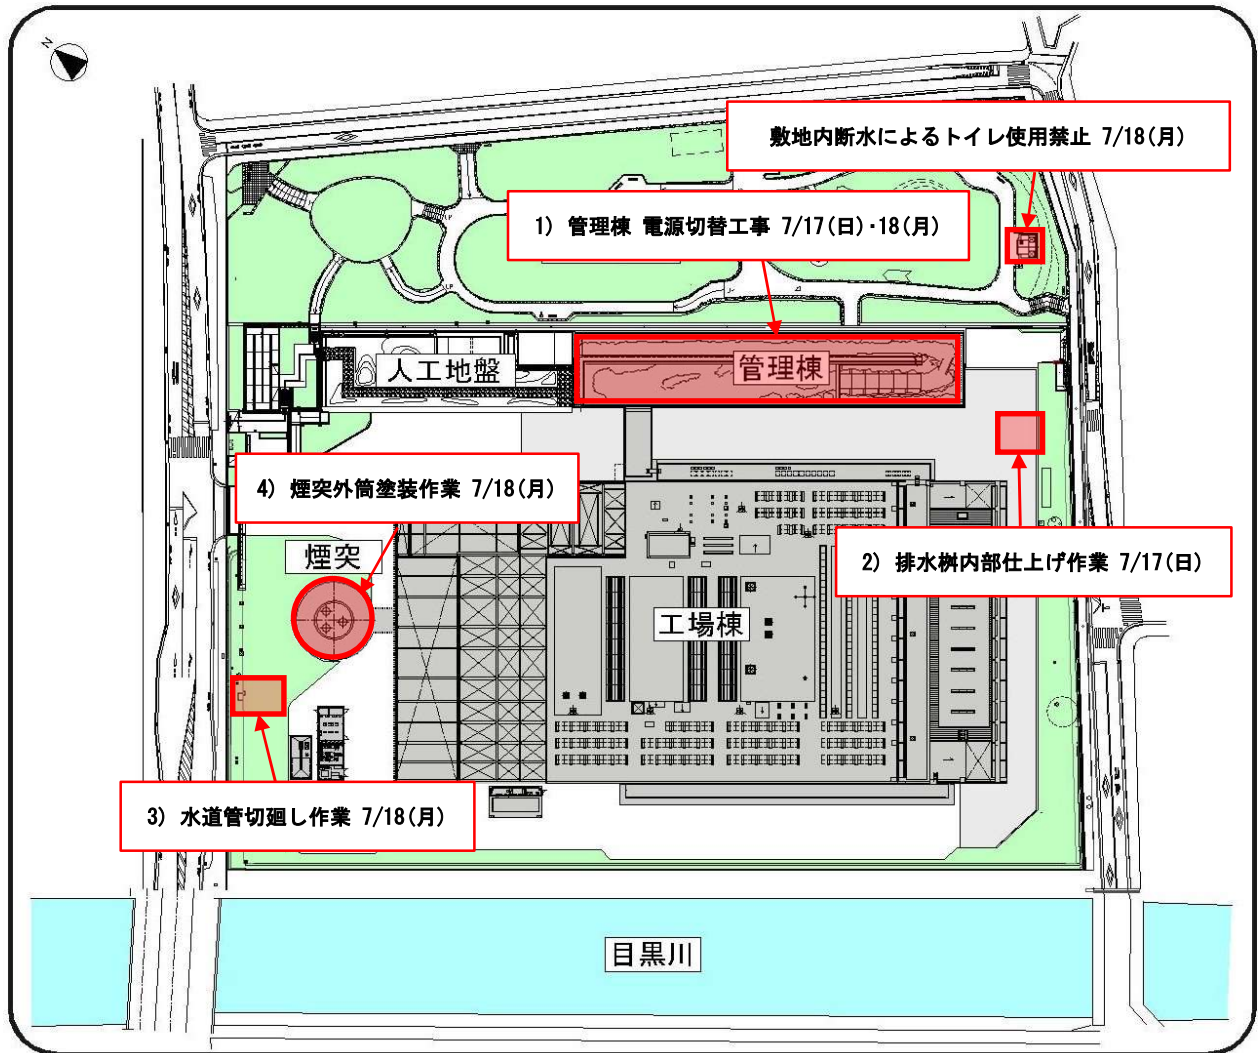 N
敷地内断水によるトイレ使用禁止 7/18(月)
1) 管理棟 電源切替工事 7/17(日)・18(月)
人工地盤
管理棟
4) 煙突外筒塗装作業 7/18(月)
煙突
2) 排水桝内部仕上げ作業 7/17(日)
工場棟
3) 水道管切廻し作業 7/18(月)
目黒川